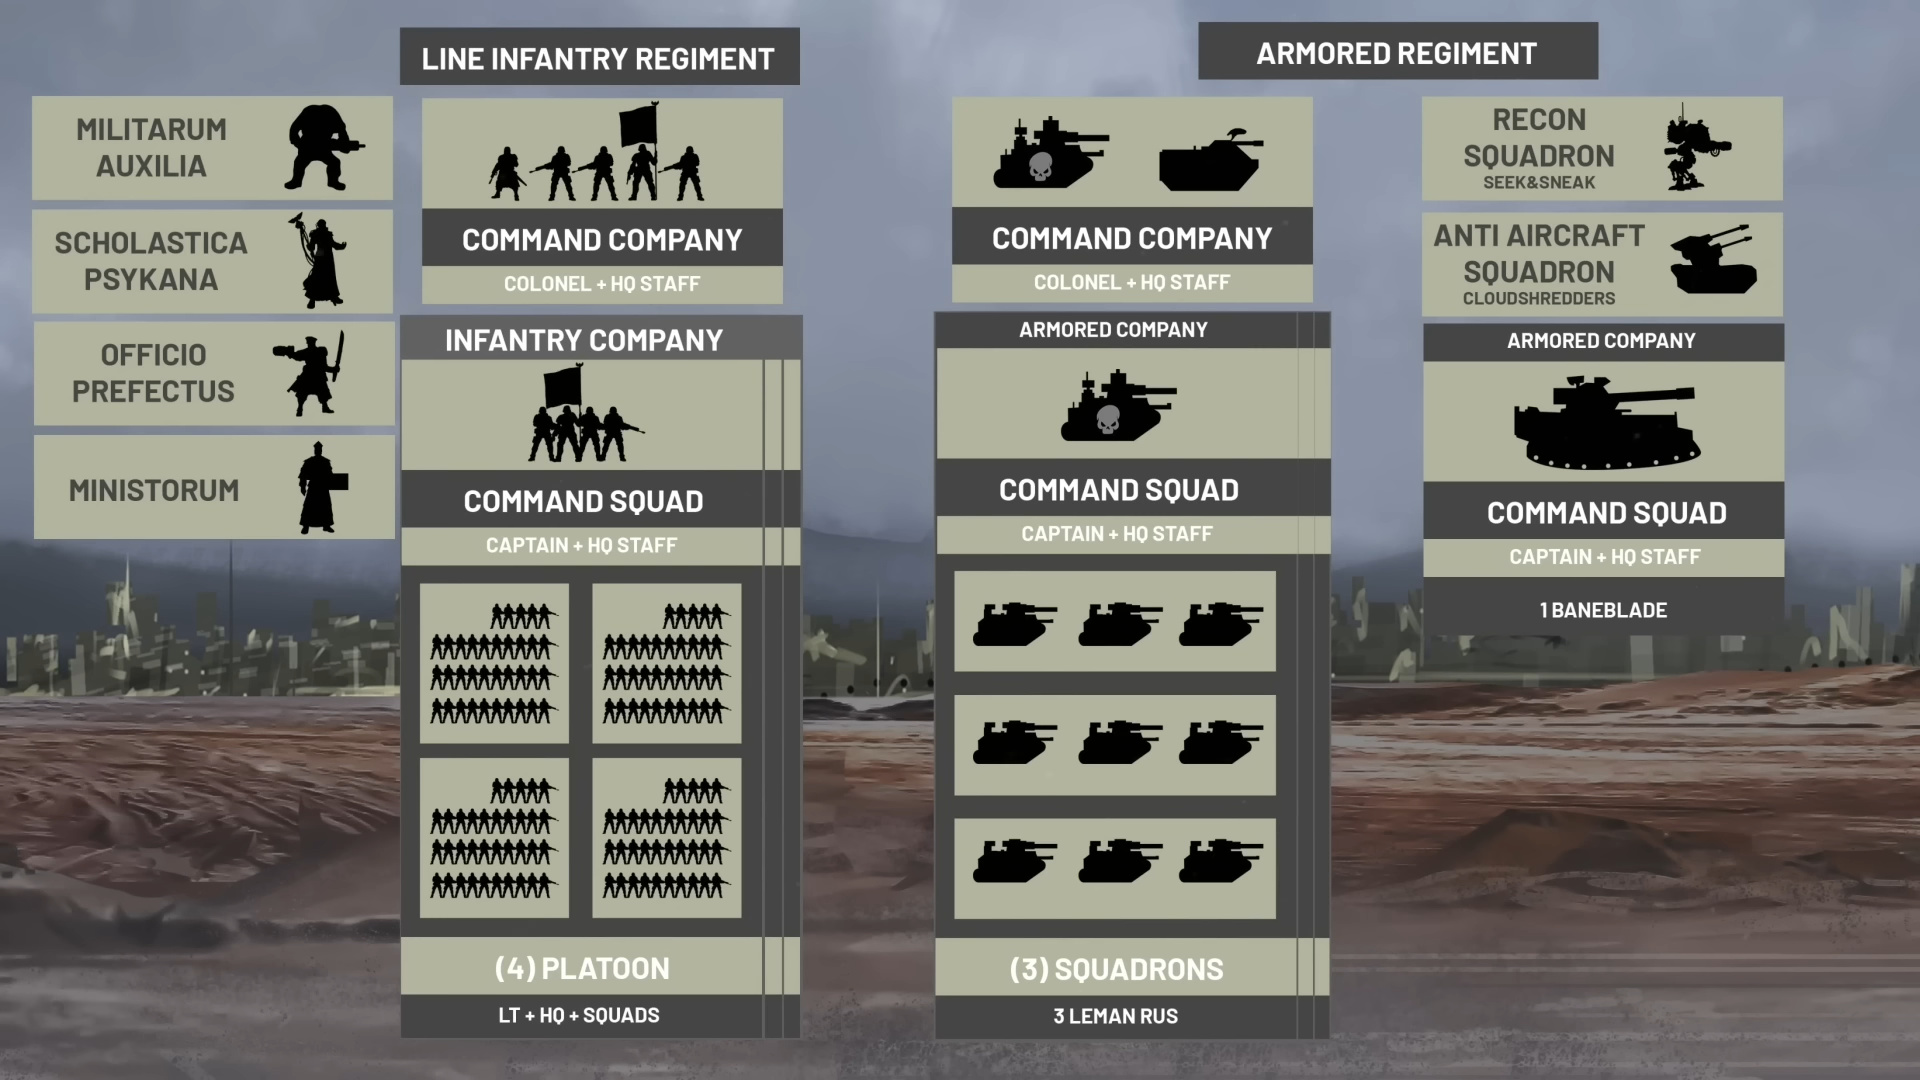 LINE INFANTRY REGIMENT
MILITARUM
AUXILIA
SCHOLASTICA
PSYKANA
OFFICIO
PREFECTUS
MINISTORUM
COMMAND COMPANY
COLONEL + HQ STAFF
INFANTRY COMPANY
COMMAND SQUAD
CAPTAIN + HQ STAFF
(4) PLATOON
LT + HQ + SQUADS
ARMORED REGIMENT
COMMAND COMPANY
COLONEL + HQ STAFF
ARMORED COMPANY
COMMAND SQUAD
CAPTAIN + HQ STAFF
(3) SQUADRONS
3 LEMAN RUS
RECON
SQUADRON
SEEK&SNEAK
ANTI AIRCRAFT
SQUADRON
CLOUDSHREDDERS
ARMORED COMPANY
COMMAND SQUAD
CAPTAIN + HQ STAFF
1 BANEBLADE